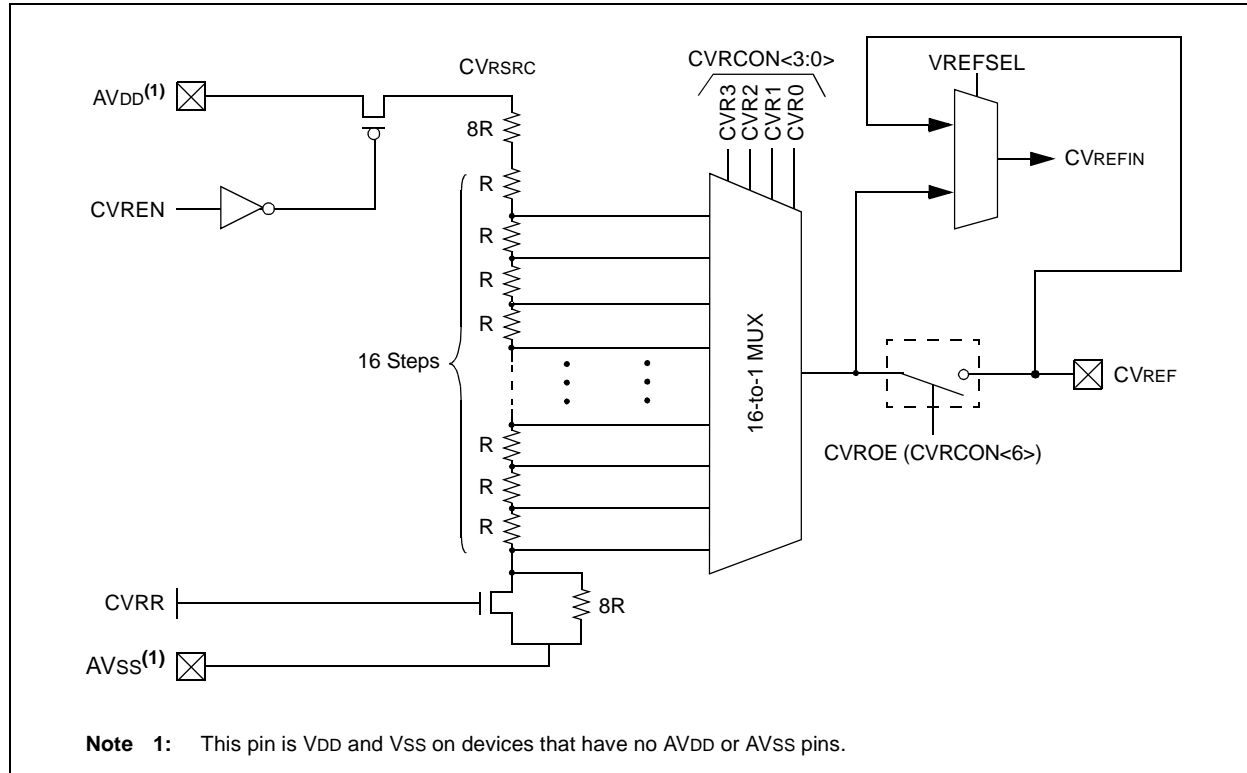 CVRCON<3:0>
CVRSRC
VREFSEL
AVDD(1)
CVR3
CVR2
CVR1
CVR0
8R
R
CVREFIN
CVREN
R
R
R
16 Steps
16-to-1 MUX
CVREF
CVROE (CVRCON<6>)
R
R
R
CVRR
8R
AVSS(1)
Note 1: This pin is VDD and VSS on devices that have no AVDD or AVSS pins.